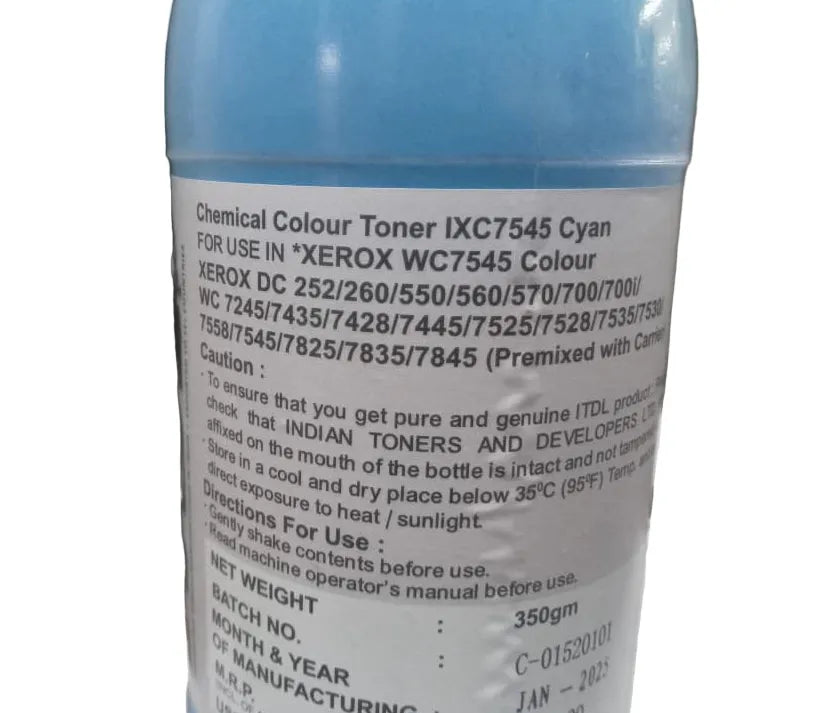 Chemical Colour Toner IXC7545 Cyan
FOR USE IN *XEROX WC7545 Colour
XEROX DC 252/260/550/560/570/700/700i/
WC 7245/7435/7428/7445/7525/7528/7535/7530/
7558/7545/7825/7835/7845 (Premixed with Carrier
Caution :
· To ensure that you get pure and genuine ITDL product
check that INDIAN TONERS AND DEVELOPERS LTD
affixed on the mouth of the bottle is intact and not
· Store in a cool and dry place below 35ºC (95ºF) Temp.
direct exposure to heat / sunlight.
Directions For Use :
· Gently shake contents before use.
· Read machine operator's manual before use.
NET WEIGHT : 350gm
BATCH NO. : C-01520101
MONTH & YEAR
OF MANUFACTURING : JAN - 2025
M.R.P.